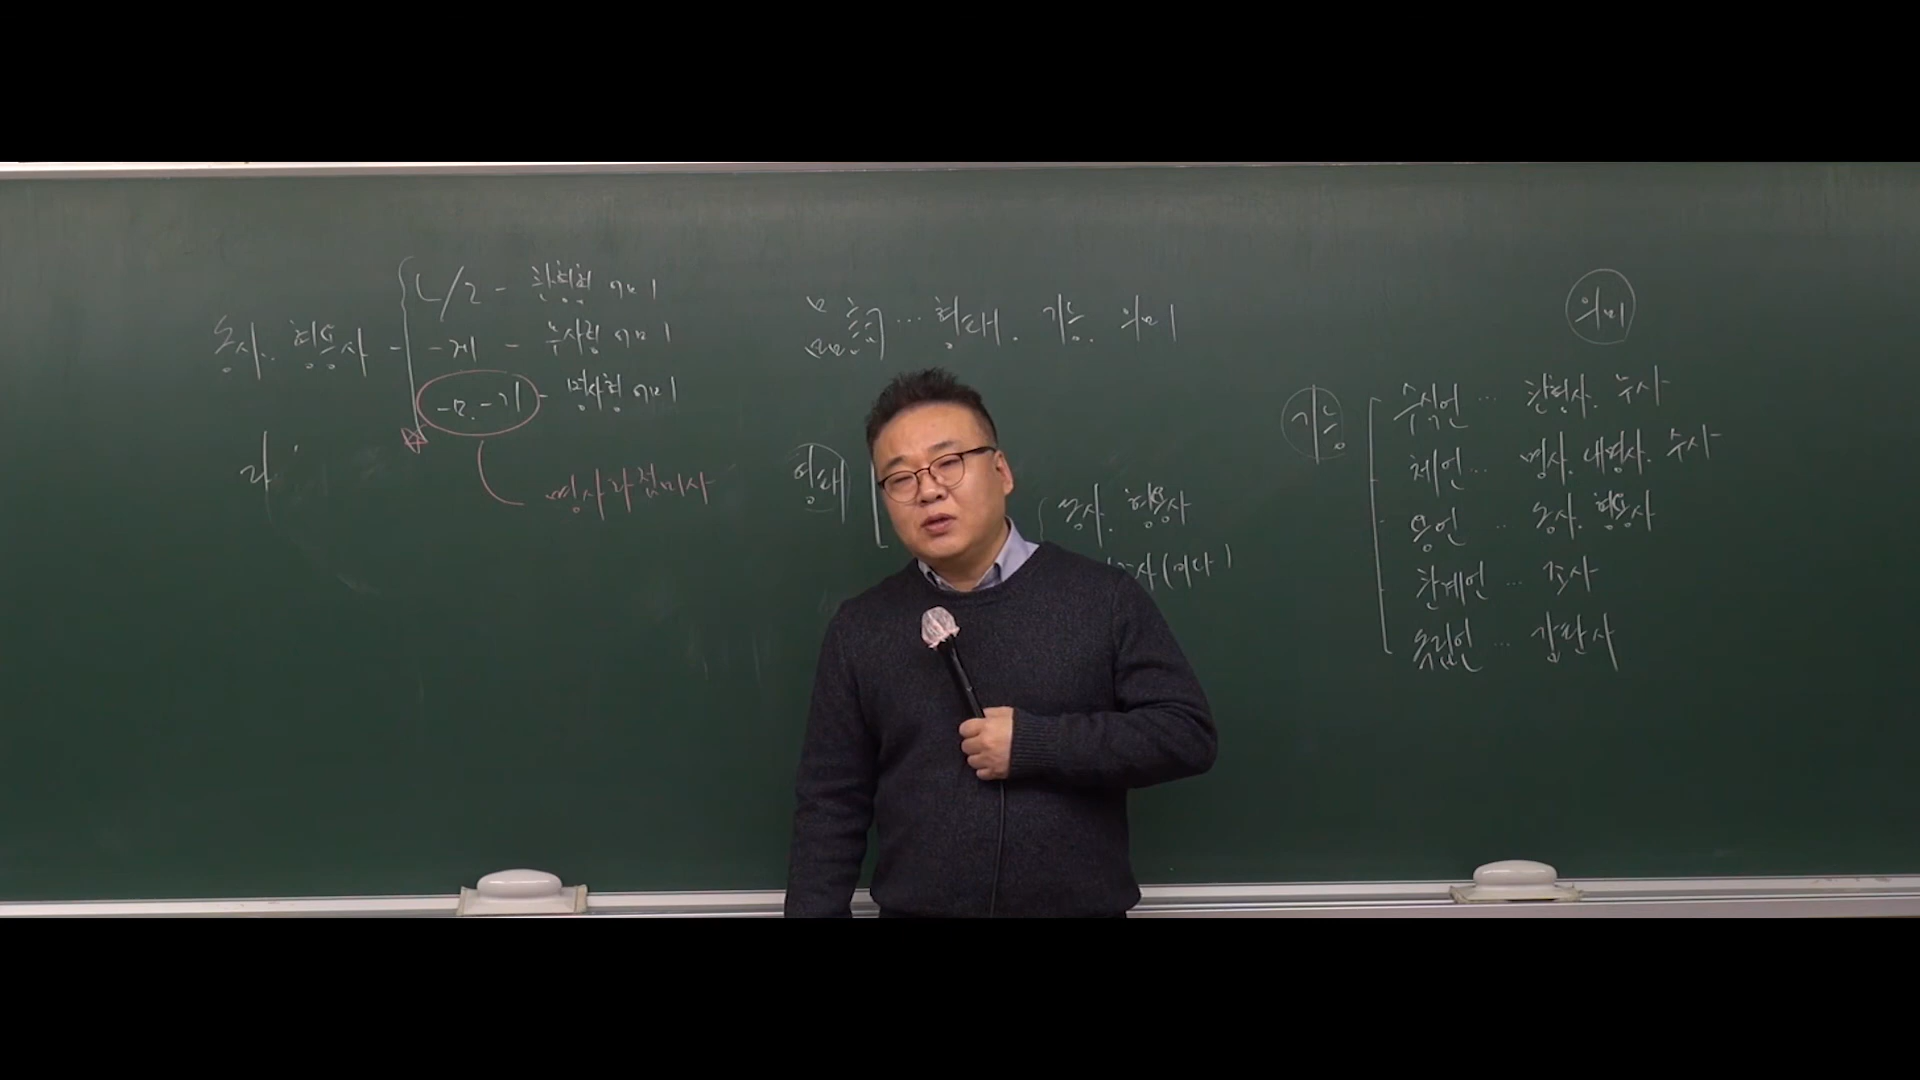 동사. 형용사 - ㄴ/ㄹ - 관형형 어미
-게 - 부사형 어미
-ㅁ. -기 - 명사형 어미
명사화 접미사
품사 ... 형태. 기능. 의미
형태
동사. 형용사
(이다)
의미
기능
수식언 ... 관형사. 부사
체언 ... 명사. 대명사. 수사
용언 .. 동사. 형용사
관계언 ... 조사
독립언 ... 감탄사